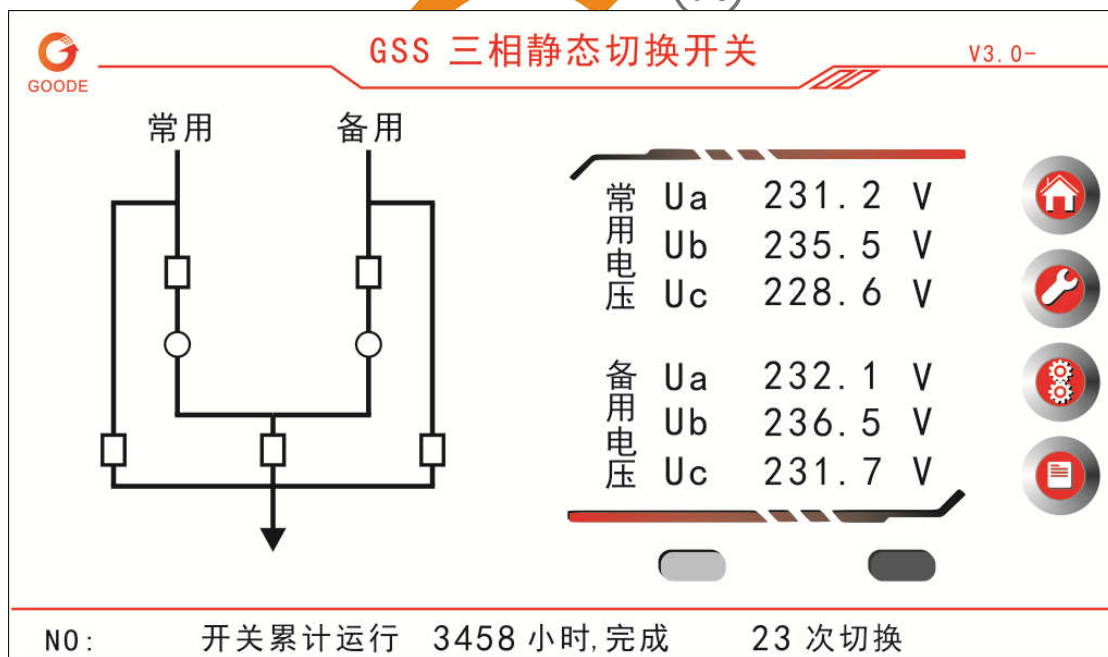 GSS 三相静态切换开关
V3.0-
GOODE
常用
备用
常用电压
Ua 231.2 V
Ub 235.5 V
Uc 228.6 V
备用电压
Ua 232.1 V
Ub 236.5 V
Uc 231.7 V
NO: 开关累计运行 3458 小时,完成 23 次切换